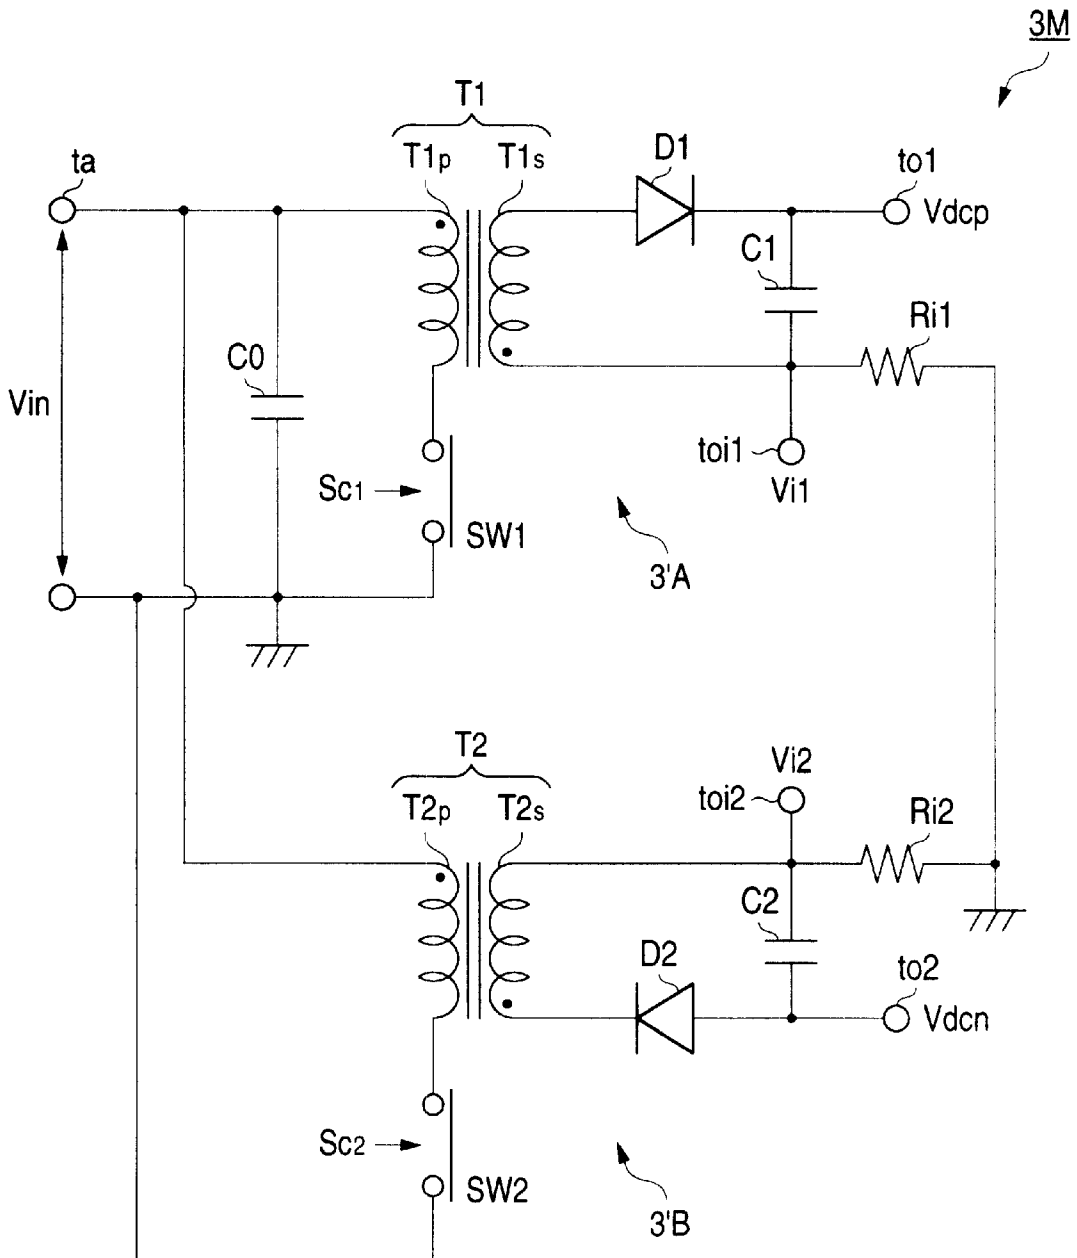 3M
T1
T1p T1s
D1
ta
to1
Vdcp
C1
Ri1
C0
Vin
toi1
Vi1
Sc1
SW1
3'A
T2
Vi2
T2p T2s
toi2
Ri2
C2
D2
to2
Vdcn
Sc2
SW2
3'B